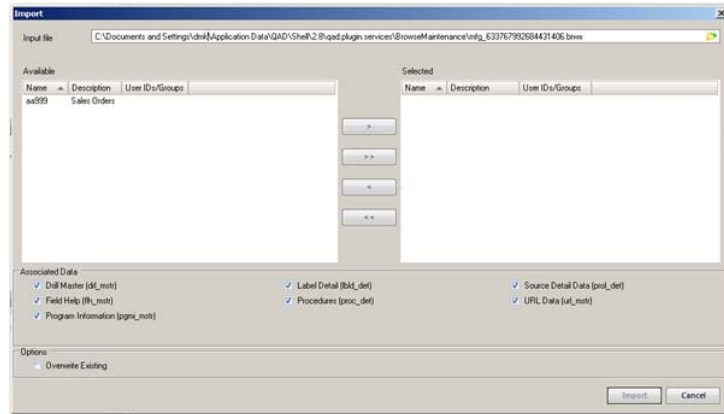 Import
Input file
C:\Documents and Settings\dmk\Application Data\QAD\Shell\2.8\qad.plugin.services\BrowseMaintenance\mfg_633767992684431406.brwx
Available
Selected
Name Description User IDs/Groups
Name Description User IDs/Groups
aa999 Sales Orders
>
>>
<
<<
Associated Data
Drill Master (drl_mstr)
Label Detail (lbld_det)
Source Detail Data (prol_det)
Field Help (flh_mstr)
Procedures (proc_det)
URL Data (url_mstr)
Program Information (pgmi_mstr)
Options
Overwrite Existing
Import
Cancel